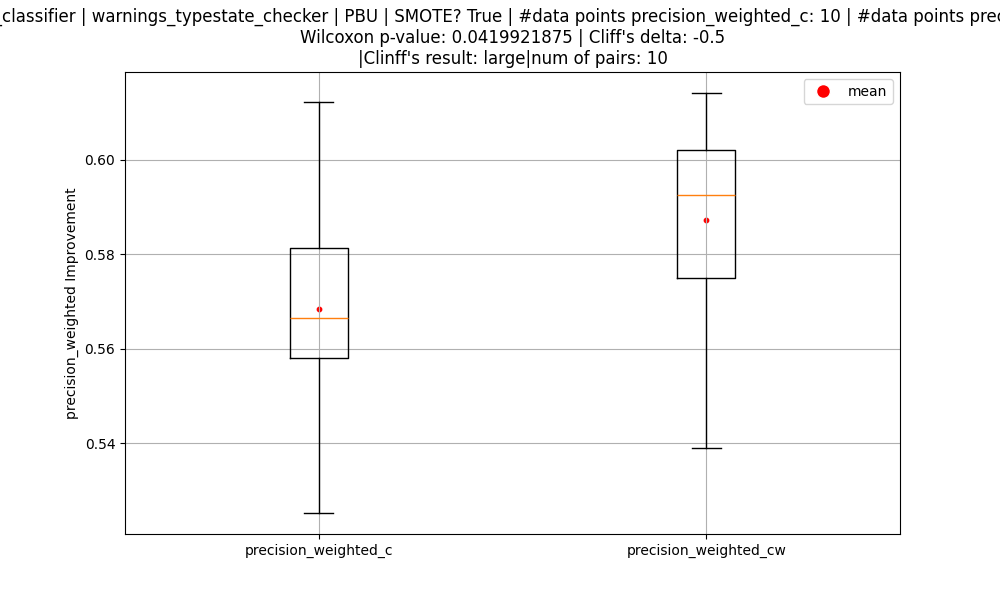 _classifier | warnings_typestate_checker | PBU | SMOTE? True | #data points precision_weighted_c: 10 | #data points
Wilcoxon p-value: 0.0419921875 | Cliff's delta: -0.5
|Clinff's result: large|num of pairs: 10
mean
0.60
0.58
0.56
0.54
precision_weighted Improvement
precision_weighted_c
precision_weighted_cw